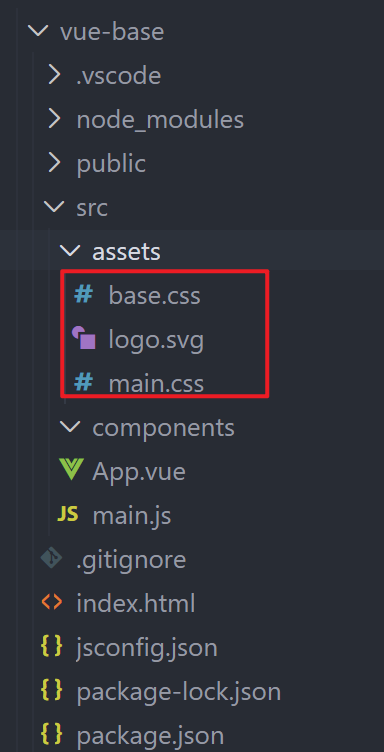 vue-base
.vscode
node_modules
public
src
assets
# base.css
logo.svg
# main.css
components
App.vue
JS main.js
.gitignore
<> index.html
{} jsconfig.json
{} package-lock.json
{} package.json